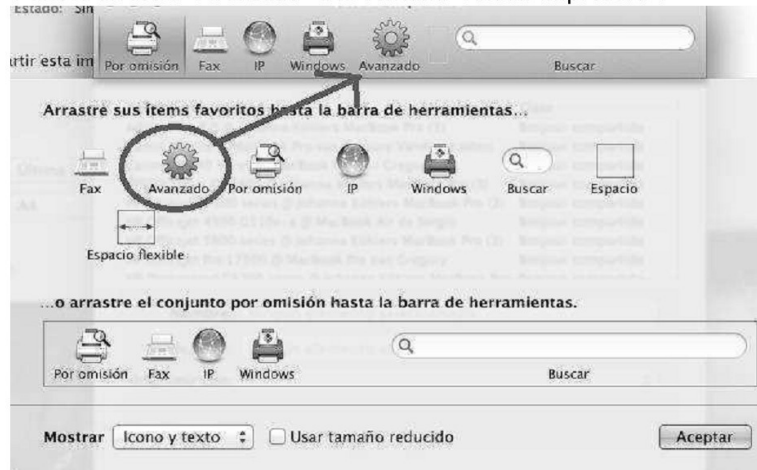 Estado: Sin
rtir esta im
Por omisión Fax IP Windows Avanzado Buscar
Arrastre sus ítems favoritos hasta la barra de herramientas...
Fax Avanzado Por omisión IP Windows Buscar Espacio
Espacio flexible
...o arrastre el conjunto por omisión hasta la barra de herramientas.
Por omisión Fax IP Windows Buscar
Mostrar Icono y texto Usar tamaño reducido Aceptar